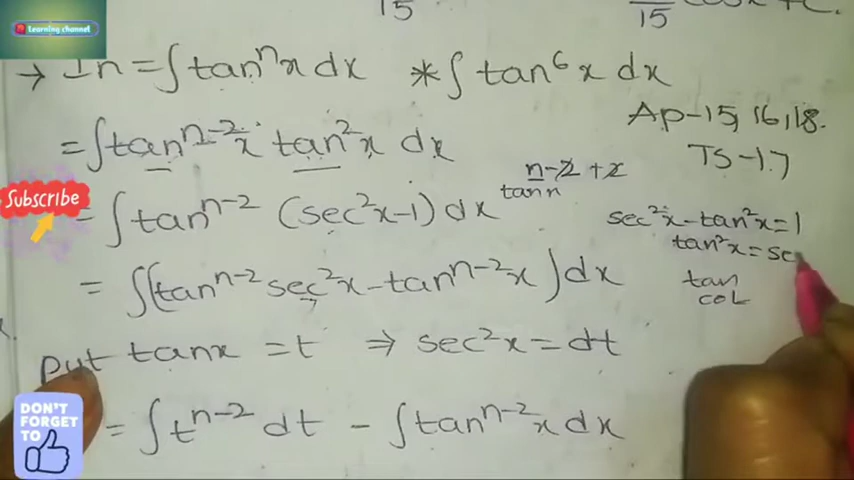 15
15
Learning channel
→ In = ∫ tanⁿx dx * ∫ tan⁶x dx
Ap-15, 16, 18.
= ∫tanⁿ⁻²x tan²x dx
TS-17
n-2+2
tan x
= ∫ tanⁿ⁻² (sec²x-1) dx
Subscribe
sec²x-tan²x=1
tan²x=sec
= ∫(tanⁿ⁻² sec²x - tanⁿ⁻²x) dx
tan
cot
Put tanx = t ⇒ sec²x = dt
= ∫tⁿ⁻² dt - ∫tanⁿ⁻²x dx
DON'T
FORGET
TO